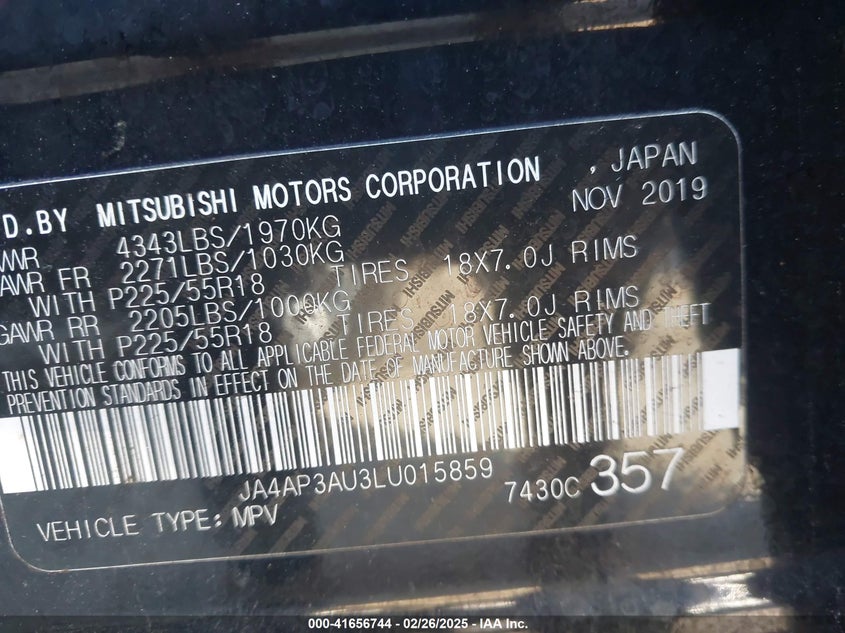 D.BY MITSUBISHI MOTORS CORPORATION , JAPAN
NOV 2019
WR 4343LBS/1970KG
AWR FR 2271LBS/1030KG
WITH P225/55R18 TIRES, 18X7.0J RIMS
GAWR RR 2205LBS/1000KG
WITH P225/55R18 TIRES, 18X7.0J RIMS
THIS VEHICLE CONFORMS TO ALL APPLICABLE FEDERAL MOTOR VEHICLE SAFETY AND THEFT
PREVENTION STANDARDS IN EFFECT ON THE DATE OF MANUFACTURE SHOWN ABOVE.
JA4AP3AU3LU015859 7430C 357
VEHICLE TYPE: MPV
000-41656744 / 02/26/2025 - © IAA Inc.